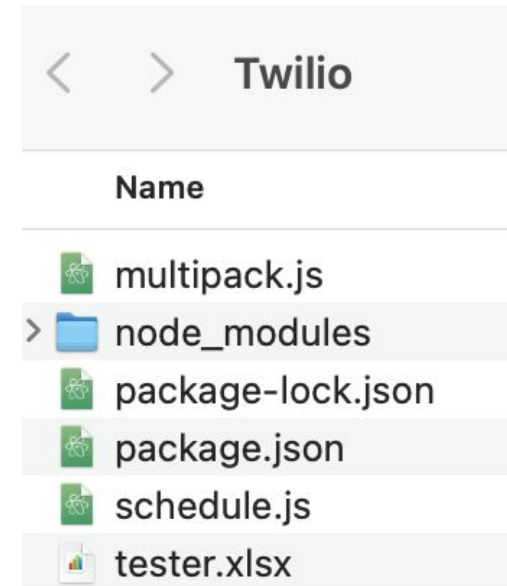 Twilio
Name
multipack.js
node_modules
package-lock.json
package.json
schedule.js
tester.xlsx